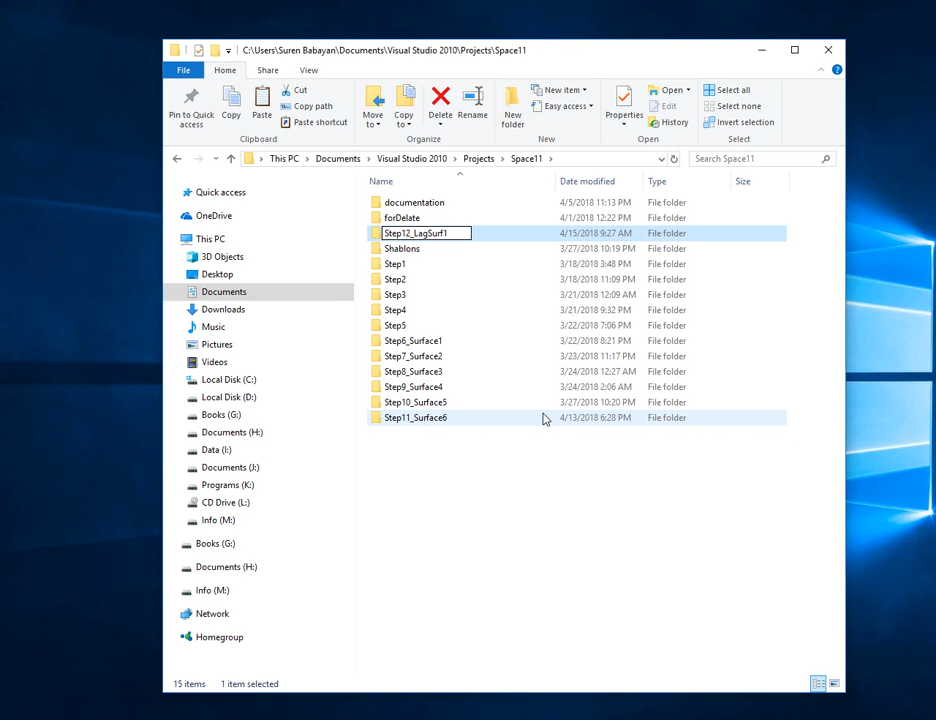 C:\Users\Suren Babayan\Documents\Visual Studio 2010\Projects\Space11
File Home Share View
Pin to Quick access
Copy
Paste
Cut
Copy path
Paste shortcut
Clipboard
Move to
Copy to
Delete
Rename
Organize
New folder
New item
Easy access
New
Properties
Open
Edit
History
Open
Select all
Select none
Invert selection
Select
This PC > Documents > Visual Studio 2010 > Projects > Space11 >
Search Space11
Quick access
OneDrive
This PC
3D Objects
Desktop
Documents
Downloads
Music
Pictures
Videos
Local Disk (C:)
Local Disk (D:)
Books (G:)
Documents (H:)
Data (I:)
Documents (J:)
Programs (K:)
CD Drive (L:)
Info (M:)
Books (G:)
Documents (H:)
Info (M:)
Network
Homegroup
Name Date modified Type Size
documentation 4/5/2018 11:13 PM File folder
forDelate 4/1/2018 12:22 PM File folder
Step12_LagSurf1 4/15/2018 9:27 AM File folder
Shablons 3/27/2018 10:19 PM File folder
Step1 3/18/2018 3:48 PM File folder
Step2 3/18/2018 11:09 PM File folder
Step3 3/21/2018 12:09 AM File folder
Step4 3/21/2018 9:32 PM File folder
Step5 3/22/2018 7:06 PM File folder
Step6_Surface1 3/22/2018 8:21 PM File folder
Step7_Surface2 3/23/2018 11:17 PM File folder
Step8_Surface3 3/24/2018 12:27 AM File folder
Step9_Surface4 3/24/2018 2:06 AM File folder
Step10_Surface5 3/27/2018 10:20 PM File folder
Step11_Surface6 4/13/2018 6:28 PM File folder
15 items 1 item selected